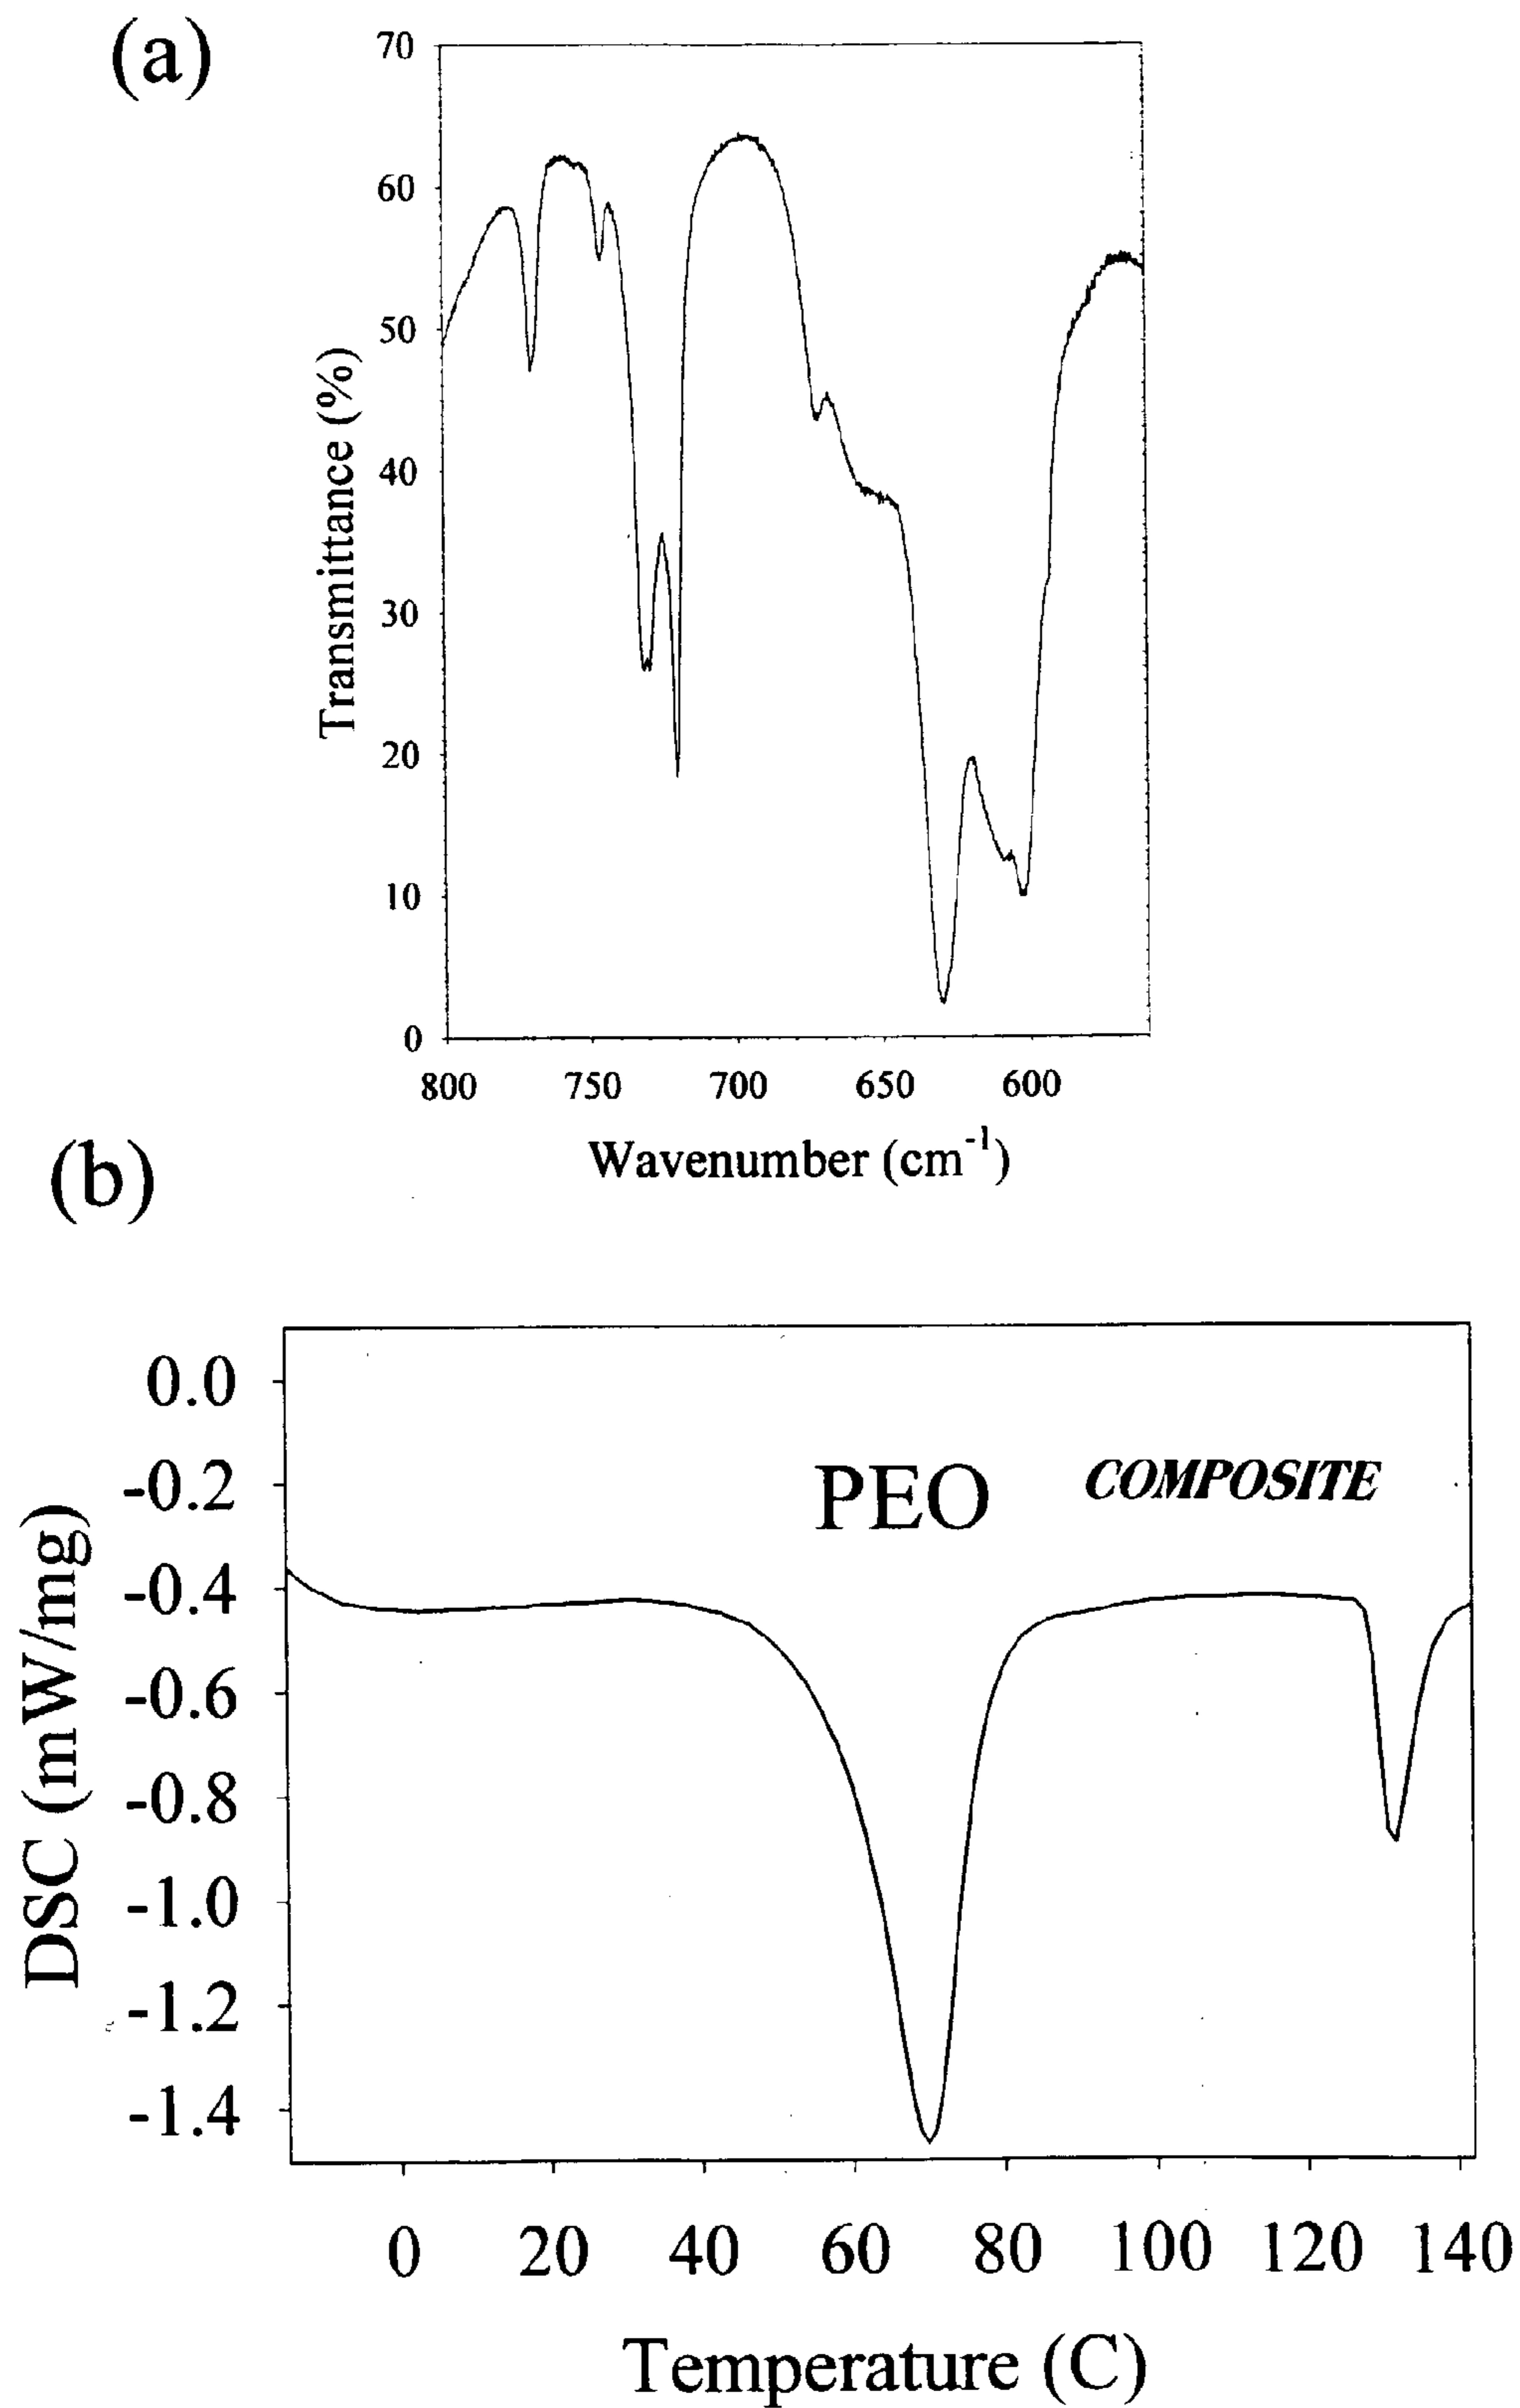 (a)
70
60
50
40
30
20
10
0
Transmittance (%)
800 750 700 650 600
Wavenumber (cm⁻¹)
(b)
0.0
-0.2
-0.4
-0.6
-0.8
-1.0
-1.2
-1.4
DSC (mW/mg)
PEO COMPOSITE
0 20 40 60 80 100 120 140
Temperature (C)